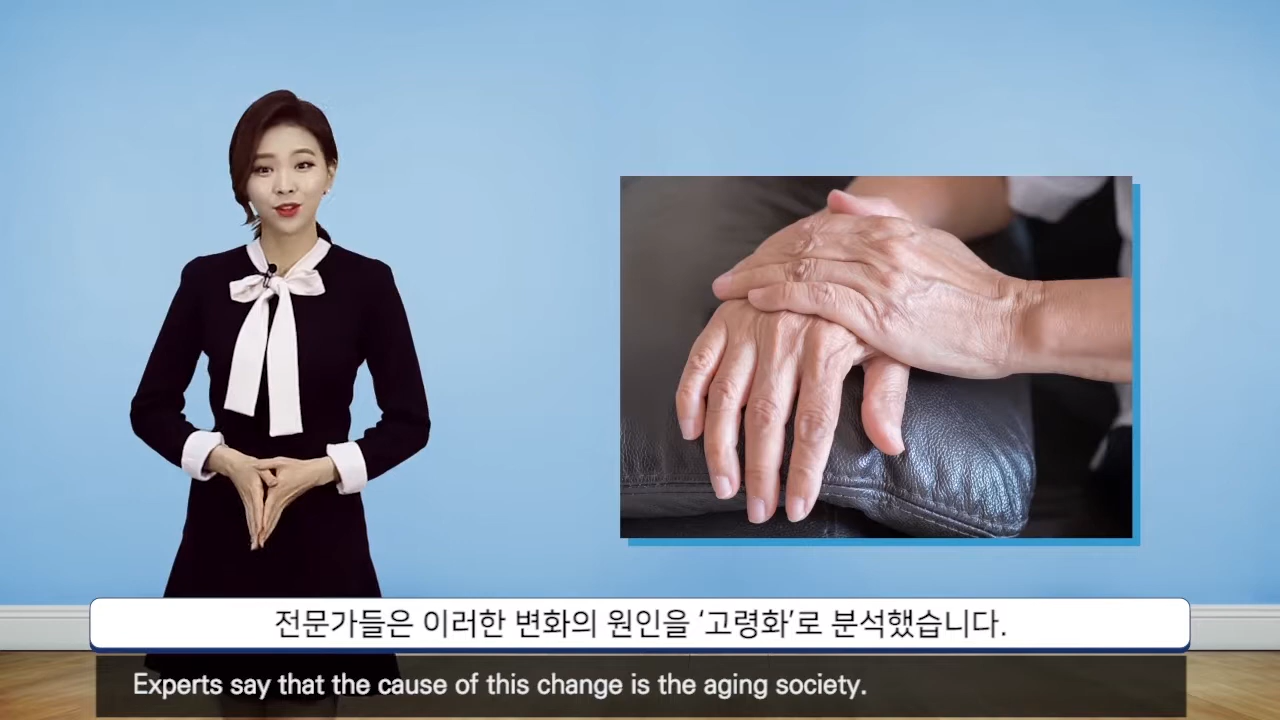 전문가들은 이러한 변화의 원인을 ‘고령화’로 분석했습니다.
Experts say that the cause of this change is the aging society.